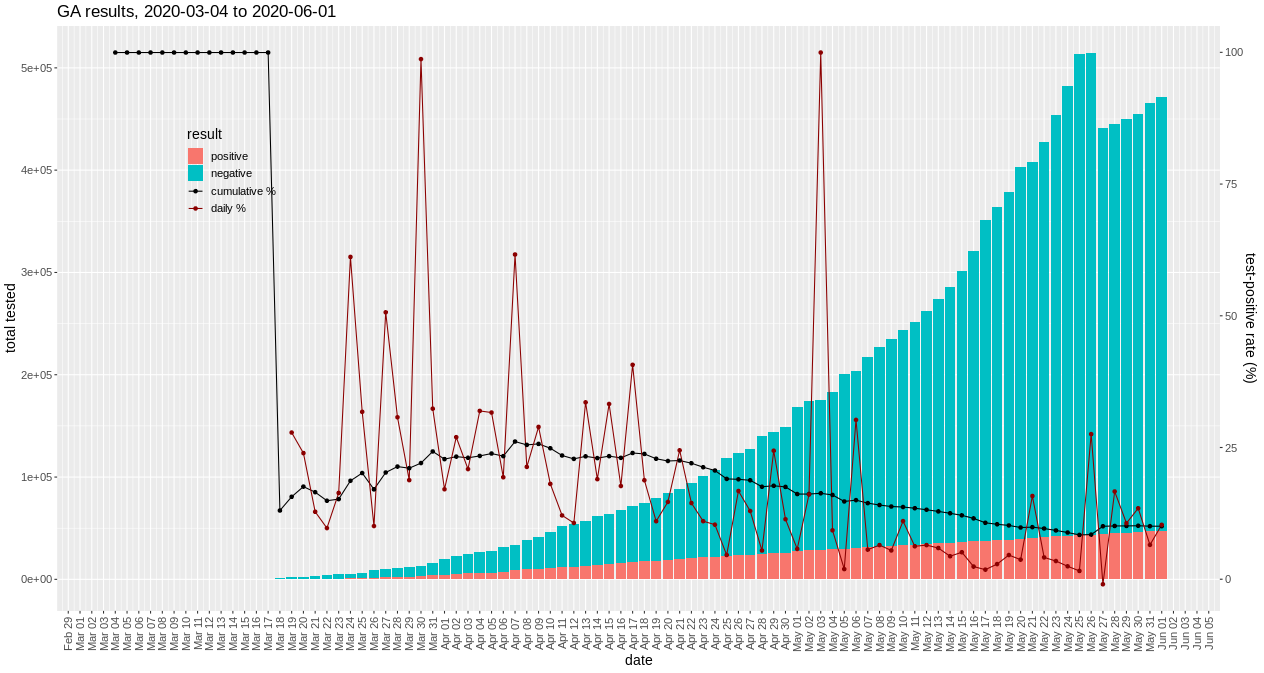 GA results, 2020-03-04 to 2020-06-01
total tested
5e+05
4e+05
3e+05
2e+05
1e+05
0e+00
result
positive
negative
cumulative %
daily %
100
75
50
25
0
test-positive rate (%)
Feb 29
Mar 01
Mar 02
Mar 03
Mar 04
Mar 05
Mar 06
Mar 07
Mar 08
Mar 09
Mar 10
Mar 11
Mar 12
Mar 13
Mar 14
Mar 15
Mar 16
Mar 17
Mar 18
Mar 19
Mar 20
Mar 21
Mar 22
Mar 23
Mar 24
Mar 25
Mar 26
Mar 27
Mar 28
Mar 29
Mar 30
Mar 31
Apr 01
Apr 02
Apr 03
Apr 04
Apr 05
Apr 06
Apr 07
Apr 08
Apr 09
Apr 10
Apr 11
Apr 12
Apr 13
Apr 14
Apr 15
Apr 16
Apr 17
Apr 18
Apr 19
Apr 20
Apr 21
Apr 22
Apr 23
Apr 24
Apr 25
Apr 26
Apr 27
Apr 28
Apr 29
Apr 30
May 01
May 02
May 03
May 04
May 05
May 06
May 07
May 08
May 09
May 10
May 11
May 12
May 13
May 14
May 15
May 16
May 17
May 18
May 19
May 20
May 21
May 22
May 23
May 24
May 25
May 26
May 27
May 28
May 29
May 30
May 31
Jun 01
Jun 02
Jun 03
Jun 04
Jun 05
date